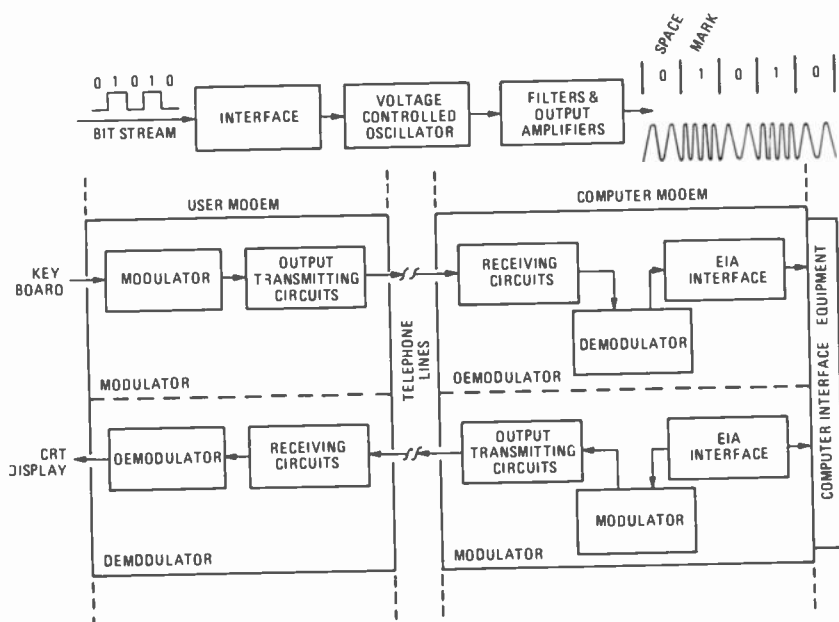 SPACE MARK
0 1 0 1 0
0 1 0 1 0
BIT STREAM
INTERFACE
VOLTAGE
CONTROLLED
OSCILLATOR
FILTERS &
OUTPUT
AMPLIFIERS
USER MODEM
COMPUTER MODEM
KEY
BOARD
MODULATOR
OUTPUT
TRANSMITTING
CIRCUITS
TELEPHONE
LINES
RECEIVING
CIRCUITS
EIA
INTERFACE
DEMODULATOR
COMPUTER INTERFACE EQUIPMENT
MODULATOR
DEMODULATOR
CRT
DISPLAY
DEMODULATOR
RECEIVING
CIRCUITS
OUTPUT
TRANSMITTING
CIRCUITS
EIA
INTERFACE
MODULATOR
DEMODULATOR
MODULATOR